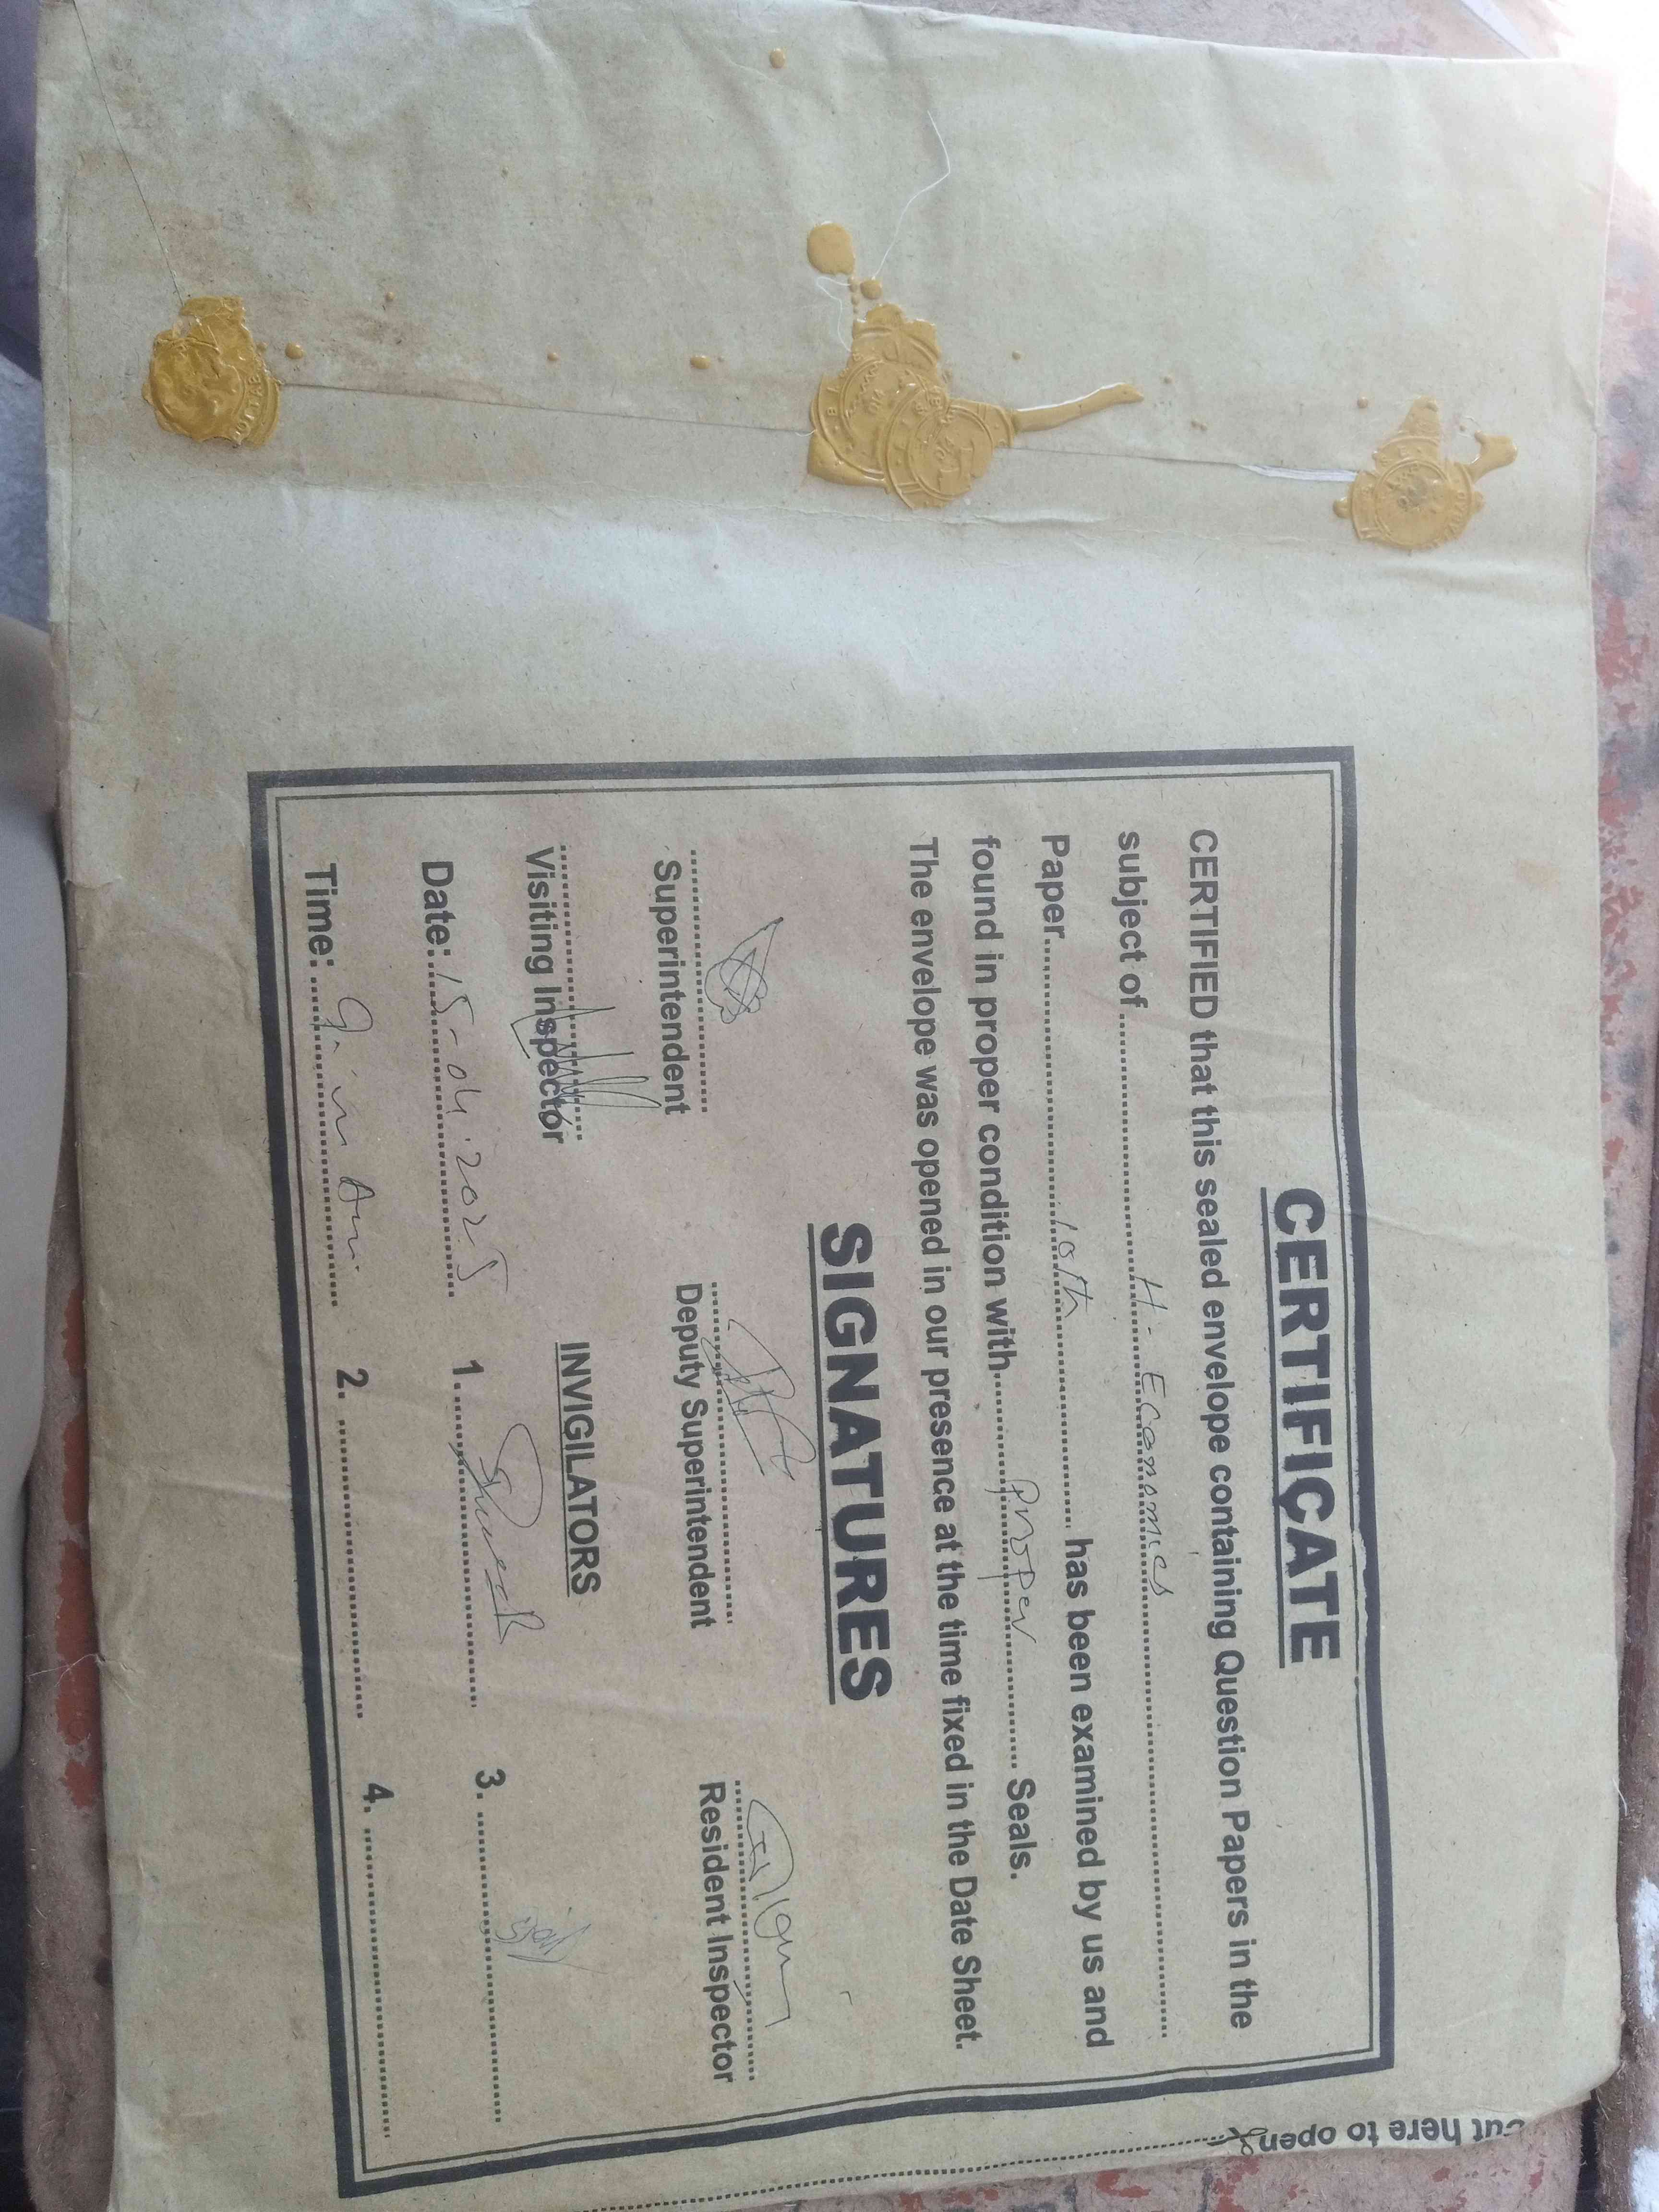 CERTIFICATE
CERTIFIED that this sealed envelope containing Question Papers in the
subject of .................. H- Economics ..................
Paper.................. 10th .................. has been examined by us and
found in proper condition with........ proper ........ Seals.
The envelope was opened in our presence at the time fixed in the Date Sheet.
SIGNATURES
Superintendent Deputy Superintendent Resident Inspector
Visiting Inspector
INVIGILATORS
Date: 15-04-2025 1. 3.
Time: 2. 4.
cut here to open